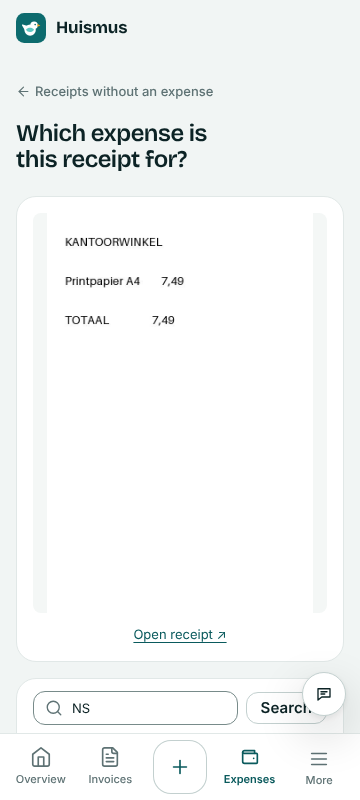 Huismus
← Receipts without an expense
Which expense is
this receipt for?
KANTOORWINKEL
Printpapier A4 7,49
TOTAAL 7,49
Open receipt ↗
NS
Search
Overview
Invoices
+
Expenses
More